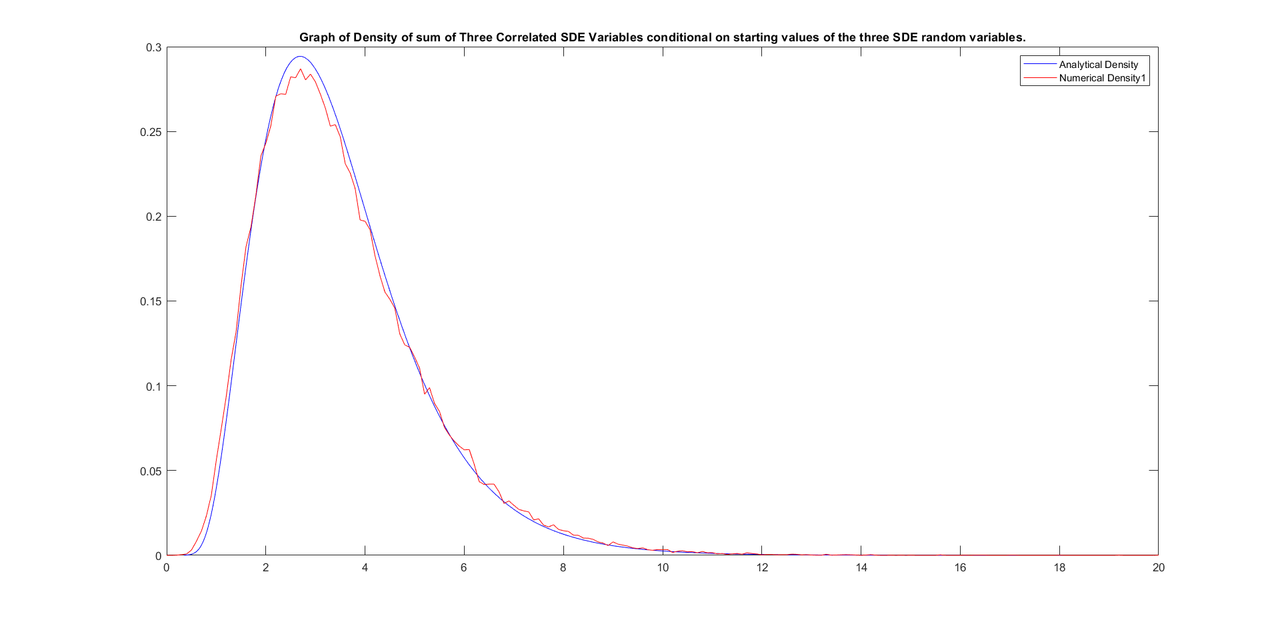 Graph of Density of sum of Three Correlated SDE Variables conditional on starting values of the three SDE random variables.
Analytical Density
Numerical Density1
0.3
0.25
0.2
0.15
0.1
0.05
0
0 2 4 6 8 10 12 14 16 18 20